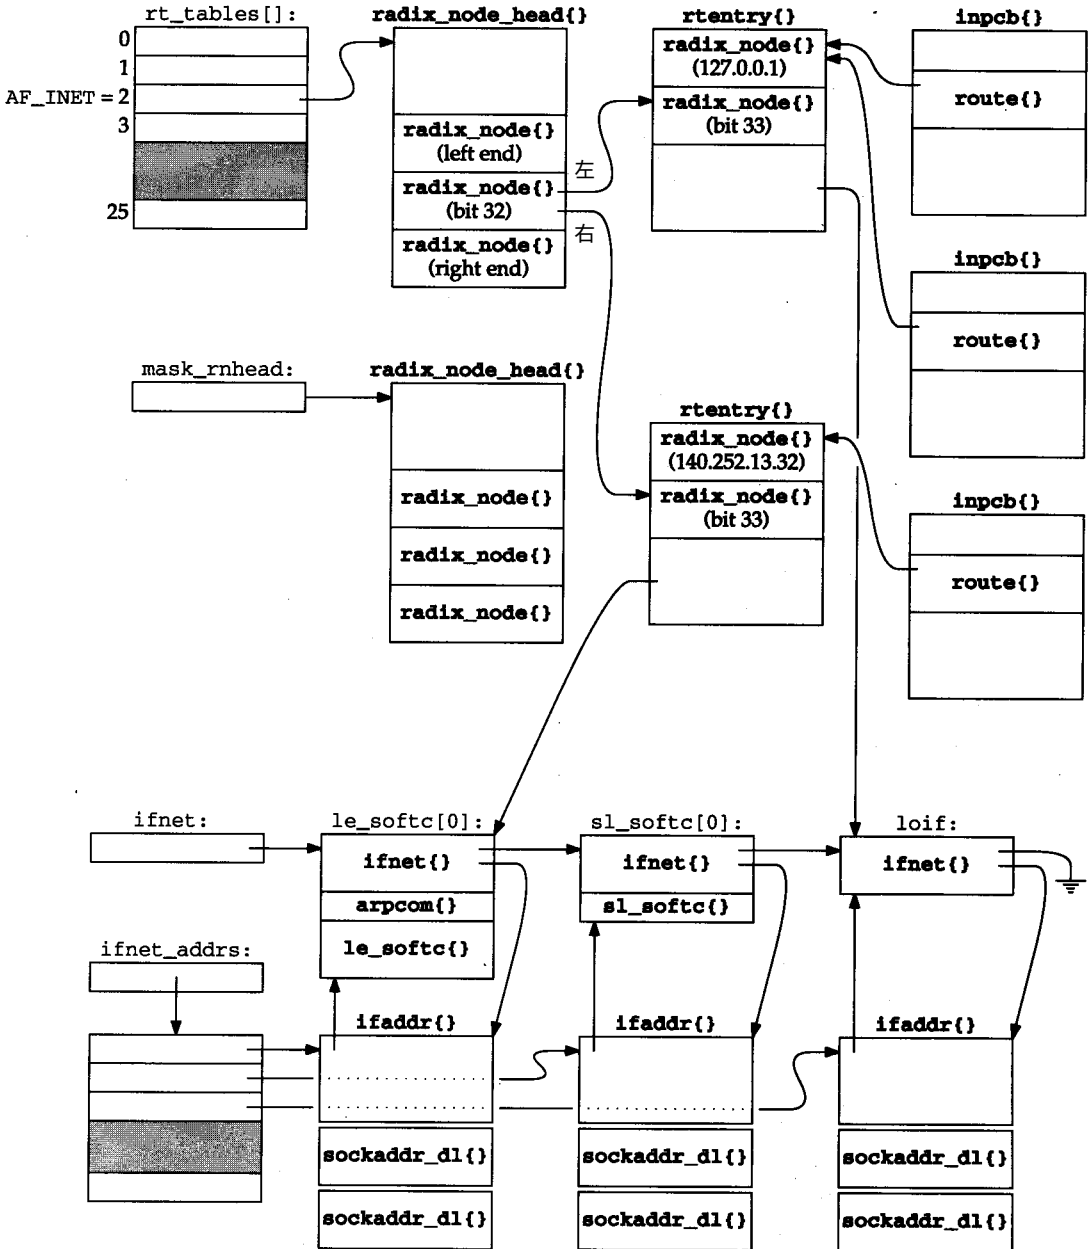 rt_tables[]:
radix_node_head{}
rtentry{}
inpcb{}
0
1
AF_INET = 2
3
25
radix_node{}
(left end)
radix_node{}
(bit 32)
radix_node{}
(right end)
左
右
radix_node{}
(127.0.0.1)
radix_node{}
(bit 33)
route{}
inpcb{}
route{}
mask_rnhead:
radix_node_head{}
radix_node{}
radix_node{}
radix_node{}
rtentry{}
radix_node{}
(140.252.13.32)
radix_node{}
(bit 33)
inpcb{}
route{}
ifnet:
le_softc[0]:
sl_softc[0]:
loif:
ifnet{}
ifnet{}
ifnet{}
arpcom{}
sl_softc{}
le_softc{}
ifnet_addrs:
ifaddr{}
ifaddr{}
ifaddr{}
sockaddr_dl{}
sockaddr_dl{}
sockaddr_dl{}
sockaddr_dl{}
sockaddr_dl{}
sockaddr_dl{}